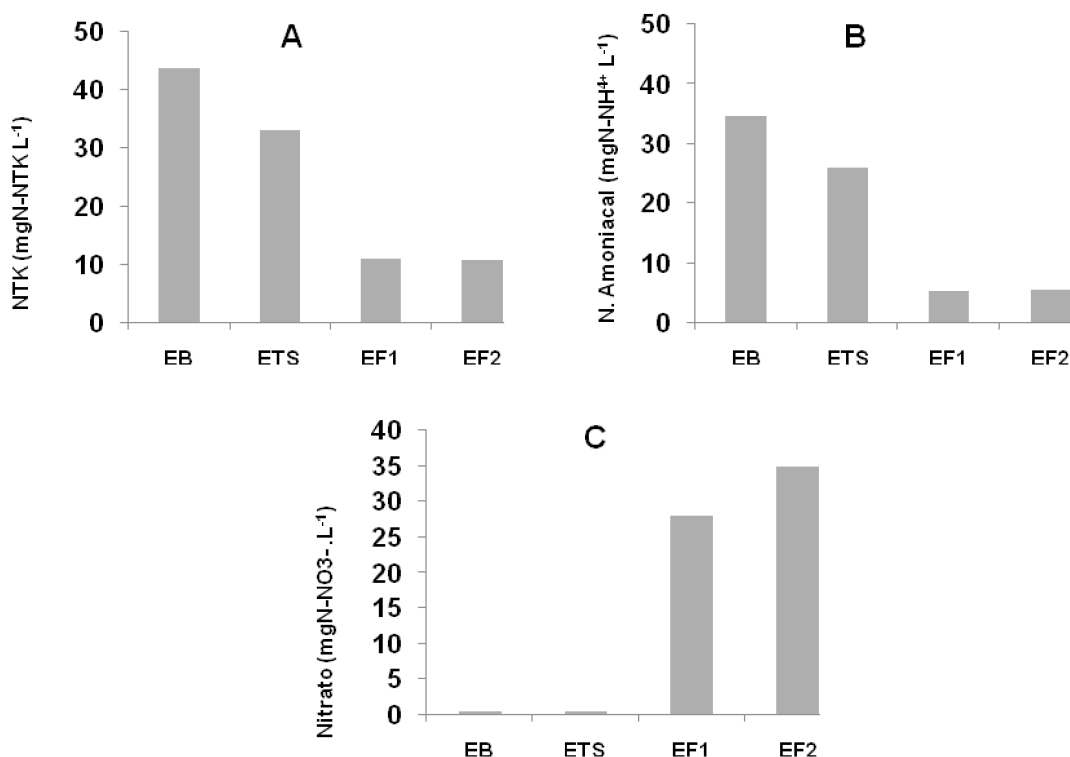 A
NTK (mgN-NTK L-1)
50
40
30
20
10
0
EB ETS EF1 EF2
B
N. Amoniacal (mgN-NH4+ L-1)
50
40
30
20
10
0
EB ETS EF1 EF2
C
Nitrato (mgN-NO3-.L-1)
40
35
30
25
20
15
10
5
0
EB ETS EF1 EF2